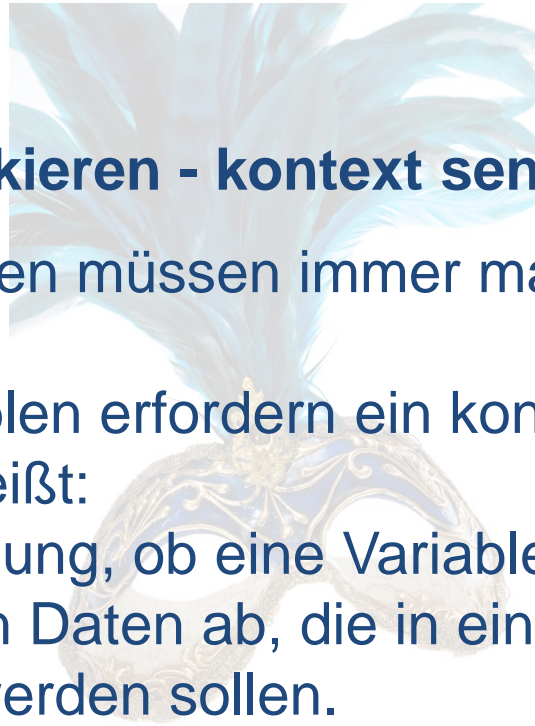 kieren - kontext sen
en müssen immer ma
len erfordern ein kon
eißt:
ung, ob eine Variable
n Daten ab, die in ein
erden sollen.